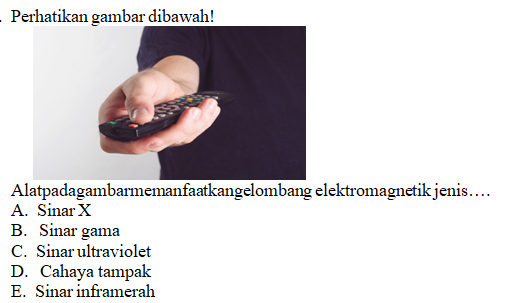 . Perhatikan gambar dibawah!
Alatpadagambarmemanfaatkangelombang elektromagnetik jenis….
A. Sinar X
B. Sinar gama
C. Sinar ultraviolet
D. Cahaya tampak
E. Sinar inframerah